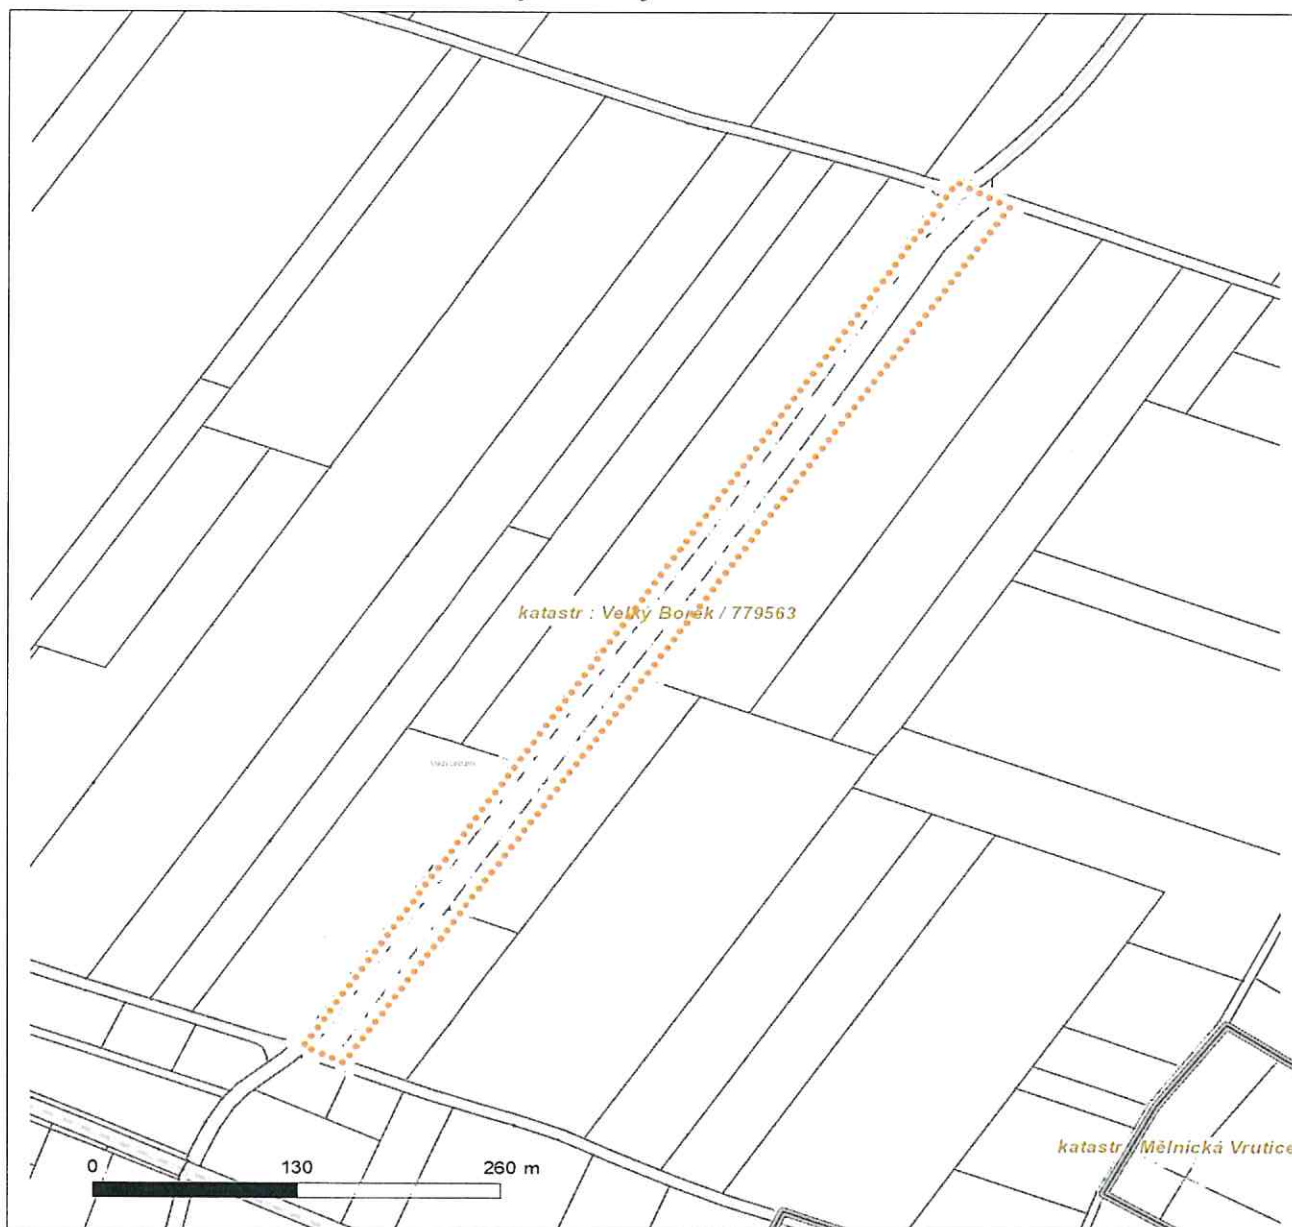 katastr : Velký Borek / 779563
katastr : Mělnická Vrutice
0 130 260 m